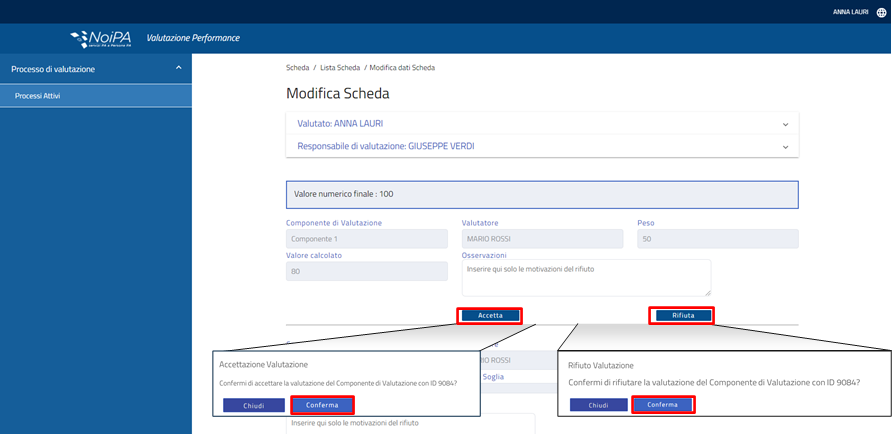 ANNA LAURI
NoiPA
servizi PA a Persone PA
Valutazione Performance
Processo di valutazione
Processi Attivi
Scheda / Lista Scheda / Modifica dati Scheda
Modifica Scheda
Valutato: ANNA LAURI
Responsabile di valutazione: GIUSEPPE VERDI
Valore numerico finale : 100
Componente di Valutazione Valutatore Peso
Componente 1 MARIO ROSSI 50
Valore calcolato Osservazioni
80 Inserire qui solo le motivazioni del rifiuto
Accetta Rifiuta
IO ROSSI
Soglia
Accettazione Valutazione
Confermi di accettare la valutazione del Componente di Valutazione con ID 9084?
Chiudi Conferma
Rifiuto Valutazione
Confermi di rifiutare la valutazione del Componente di Valutazione con ID 9084?
Chiudi Conferma
Inserire qui solo le motivazioni del rifiuto